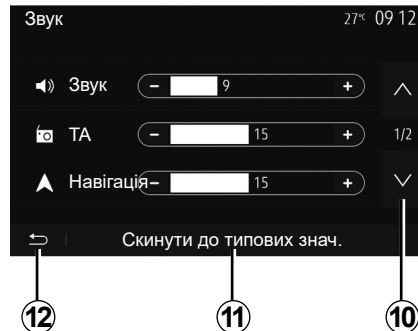 Звук 27°C 09 12
Звук - 9 +
TA - 15 +
1/2
Навігація - 15 +
Скинути до типових знач.
12 11 10